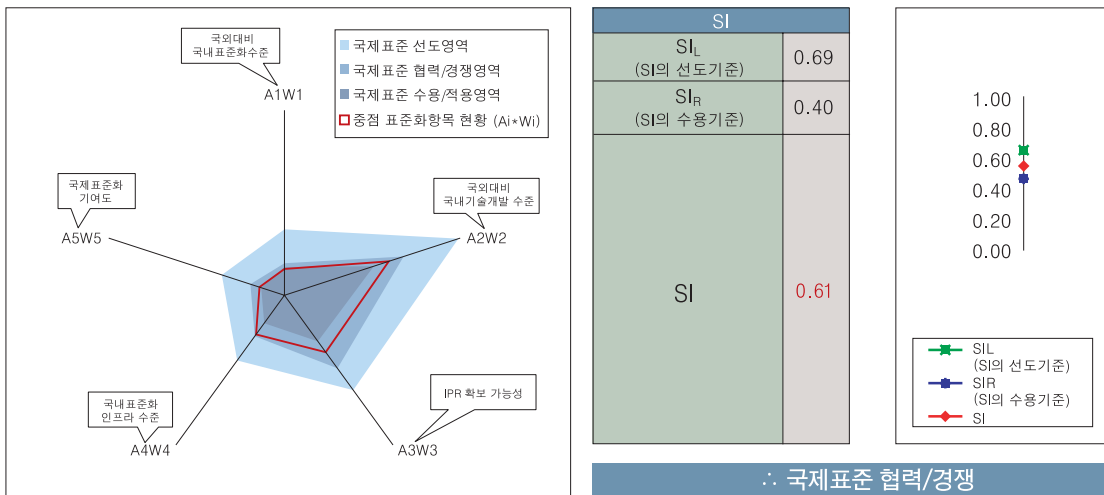 국외대비
국내표준화수준
A1W1
국제표준 선도영역
국제표준 협력/경쟁영역
국제표준 수용/적용영역
중점 표준화항목 현황 (Ai*Wi)
국외대비
국내기술개발 수준
A2W2
국제표준화
기여도
A5W5
국내표준화
인프라 수준
A4W4
IPR 확보 가능성
A3W3
SI
SIL
(SI의 선도기준)
0.69
SIR
(SI의 수용기준)
0.40
SI
0.61
1.00
0.80
0.60
0.40
0.20
0.00
SIL
(SI의 선도기준)
SIR
(SI의 수용기준)
SI
∴ 국제표준 협력/경쟁